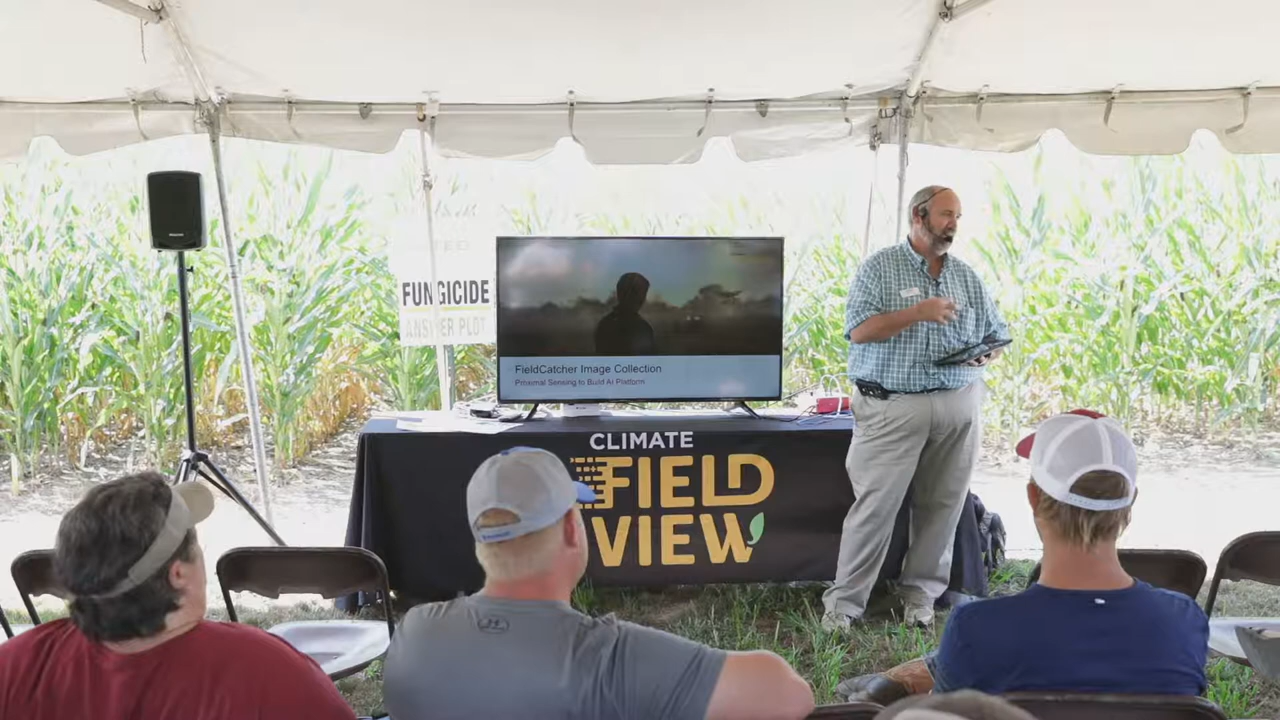 FUNGICIDE
ANSWER PLOT
FieldCatcher Image Collection
Proximal Sensing to Build AI Platform
CLIMATE
FIELD
VIEW